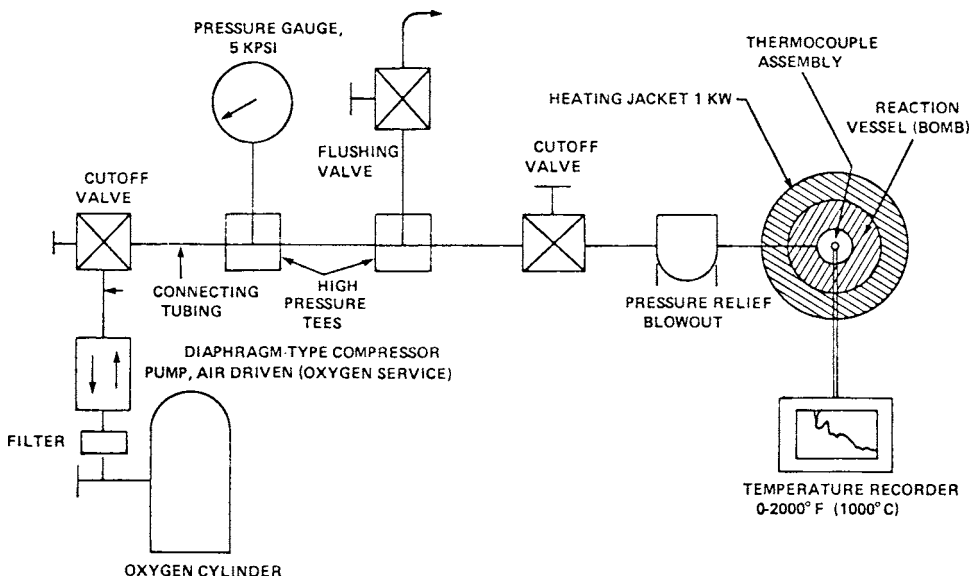 PRESSURE GAUGE,
5 KPSI
THERMOCOUPLE
ASSEMBLY
HEATING JACKET 1 KW
REACTION
VESSEL (BOMB)
FLUSHING
VALVE
CUTOFF
VALVE
CUTOFF
VALVE
CONNECTING
TUBING
HIGH
PRESSURE
TEES
PRESSURE RELIEF
BLOWOUT
DIAPHRAGM-TYPE COMPRESSOR
PUMP, AIR DRIVEN (OXYGEN SERVICE)
FILTER
OXYGEN CYLINDER
TEMPERATURE RECORDER
0-2000° F (1000° C)